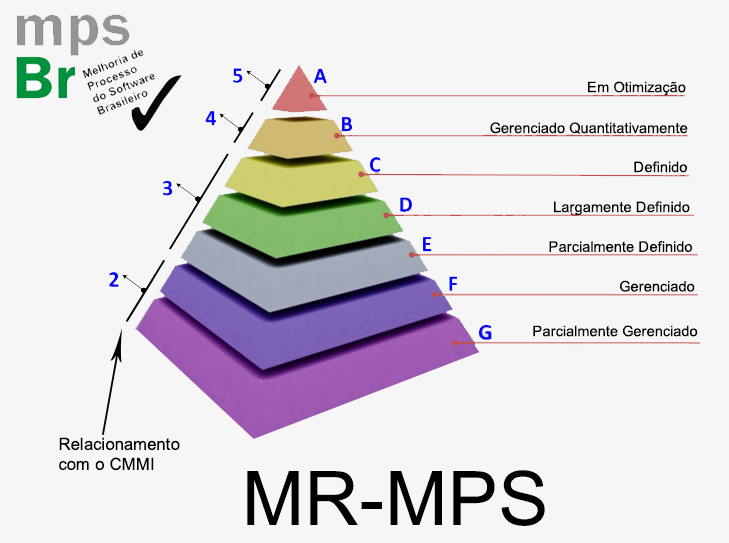 mps
Br
Melhoria de
Processo
do Software
Brasileiro
5
A
Em Otimização
4
B
Gerenciado Quantitativamente
C
Definido
3
D
Largamente Definido
E
Parcialmente Definido
2
F
Gerenciado
G
Parcialmente Gerenciado
Relacionamento
com o CMMI
MR-MPS